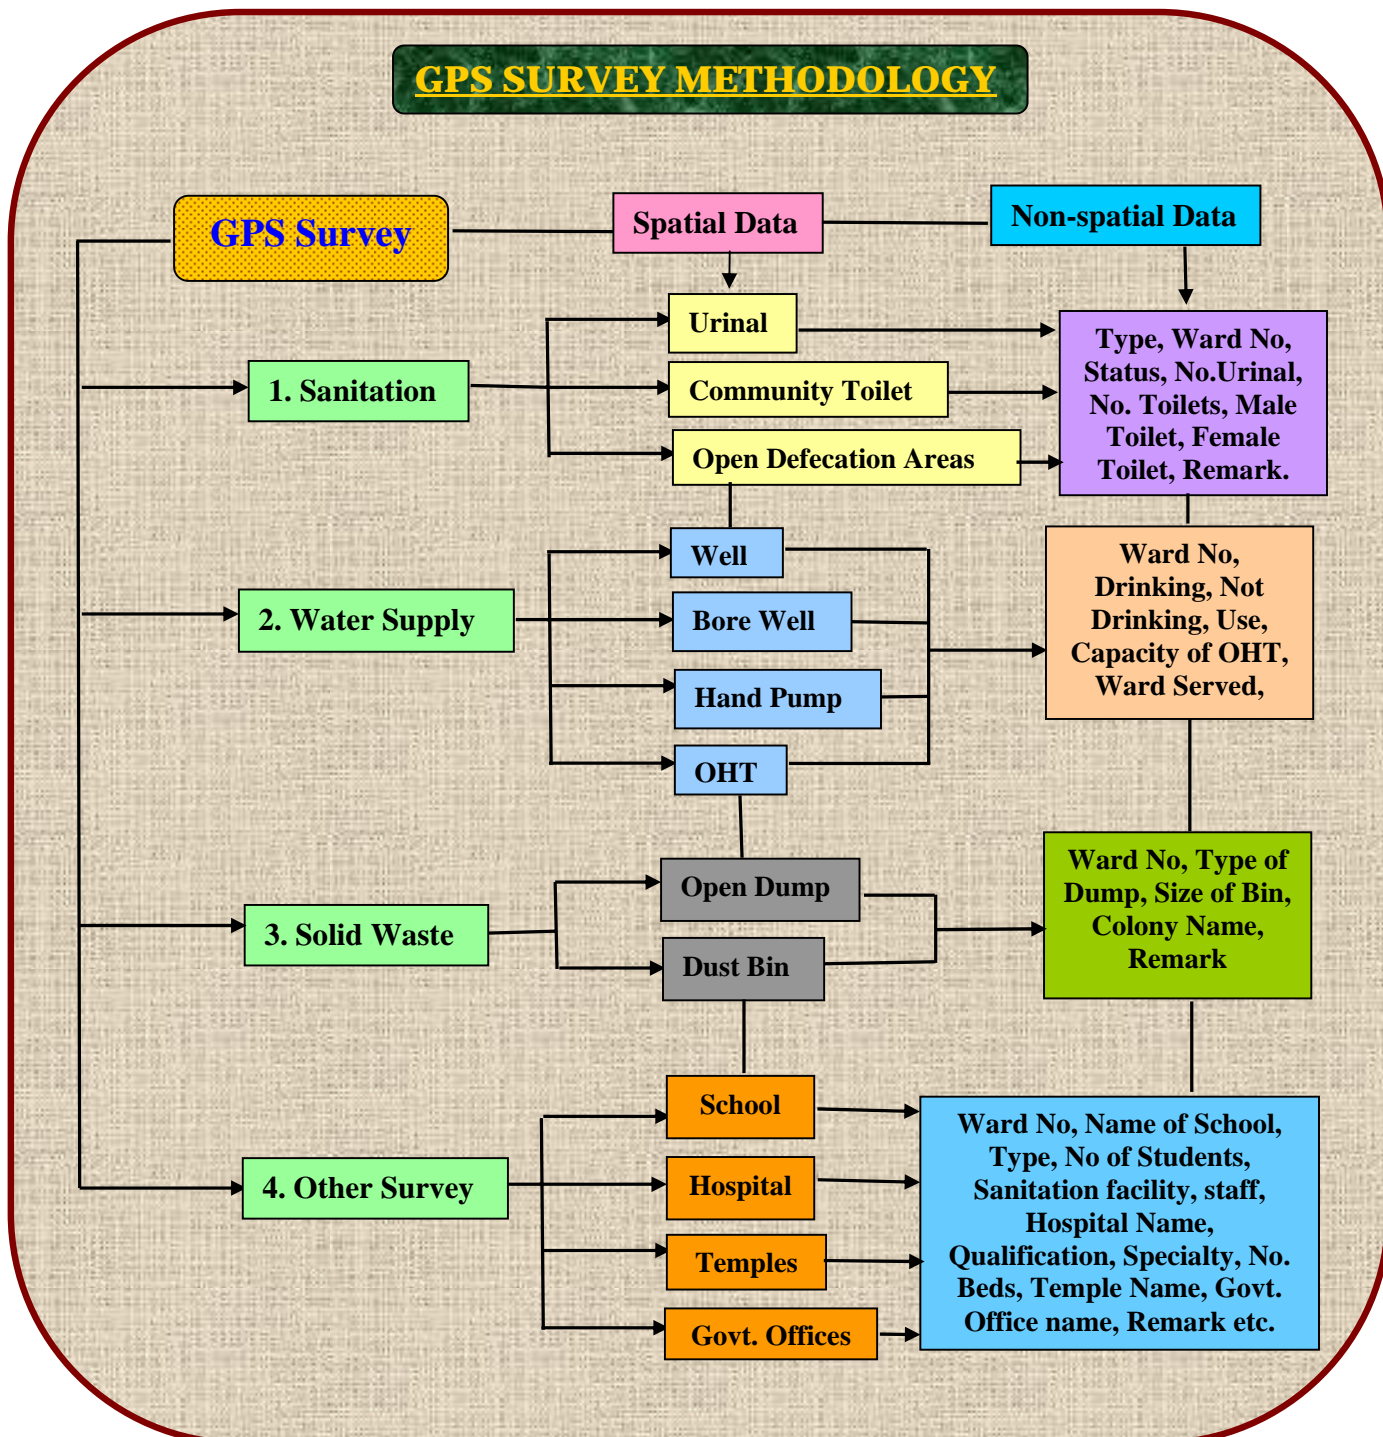 GPS SURVEY METHODOLOGY
GPS Survey
Spatial Data
Non-spatial Data
Urinal
1. Sanitation
Community Toilet
Open Defecation Areas
Type, Ward No,
Status, No.Urinal,
No. Toilets, Male
Toilet, Female
Toilet, Remark.
Well
2. Water Supply
Bore Well
Hand Pump
OHT
Ward No,
Drinking, Not
Drinking, Use,
Capacity of OHT,
Ward Served,
Open Dump
3. Solid Waste
Dust Bin
Ward No, Type of
Dump, Size of Bin,
Colony Name,
Remark
School
4. Other Survey
Hospital
Temples
Govt. Offices
Ward No, Name of School,
Type, No of Students,
Sanitation facility, staff,
Hospital Name,
Qualification, Specialty, No.
Beds, Temple Name, Govt.
Office name, Remark etc.